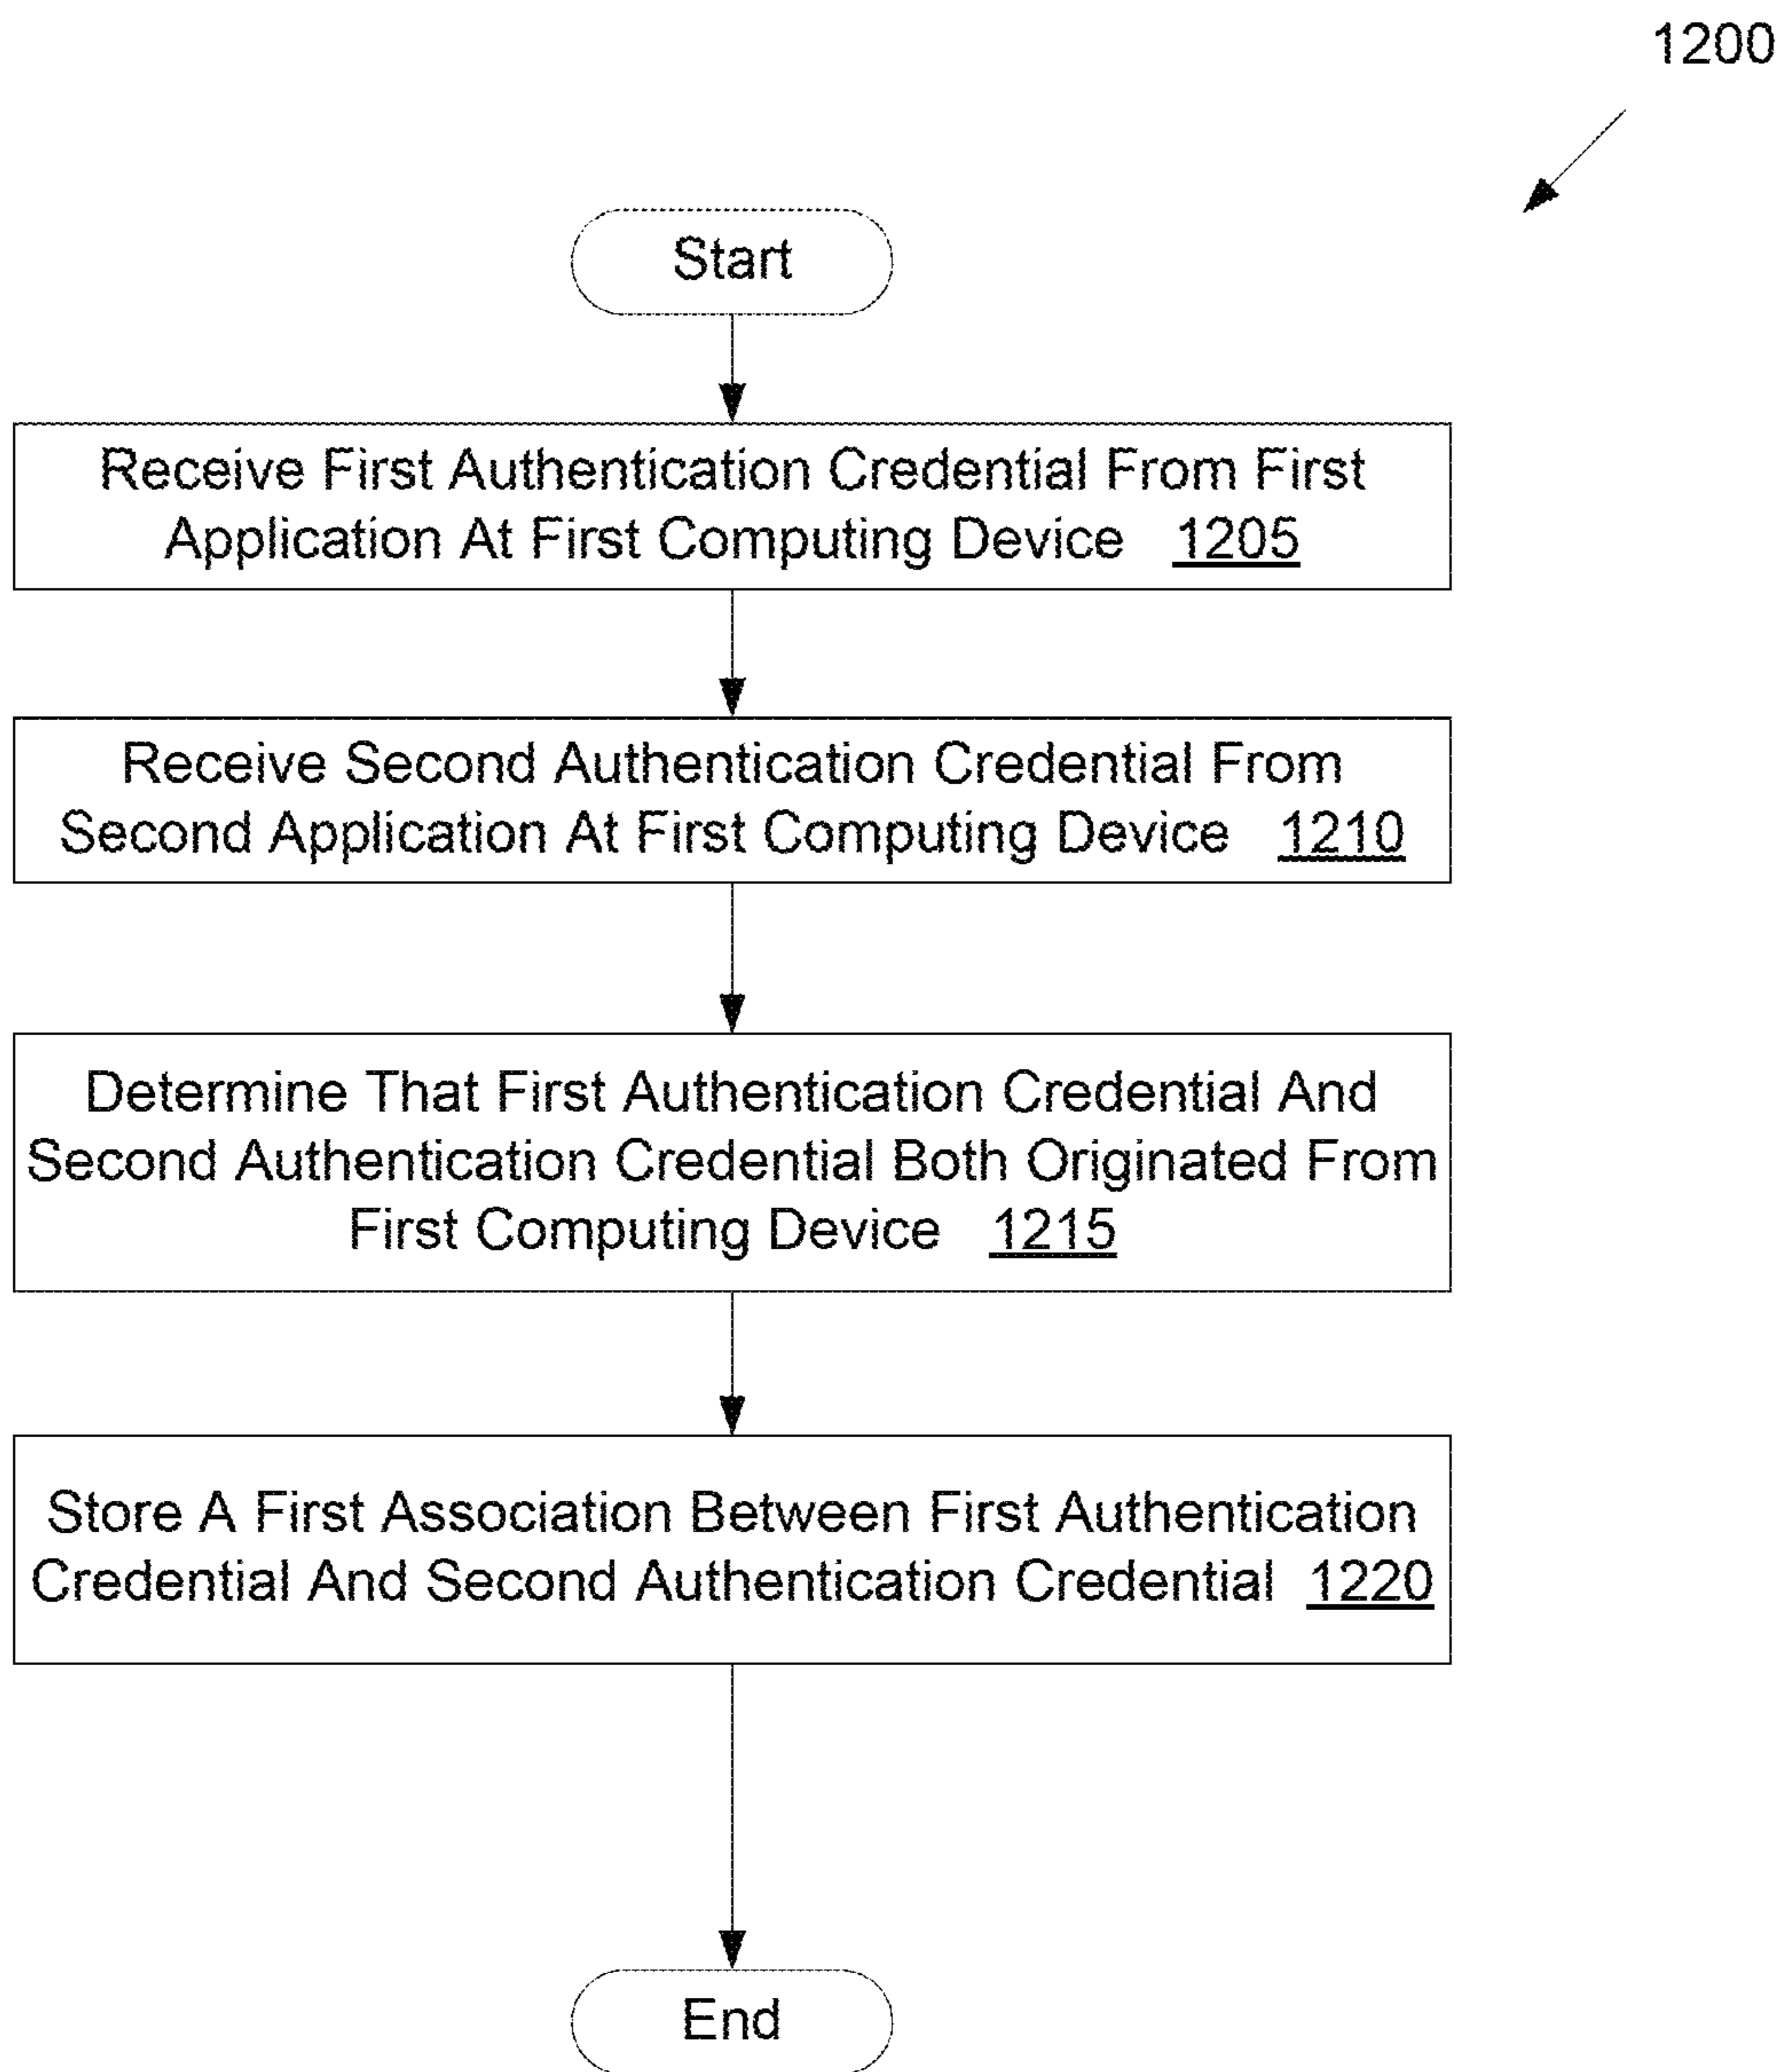 1200
Start
Receive First Authentication Credential From First
Application At First Computing Device 1205
Receive Second Authentication Credential From
Second Application At First Computing Device 1210
Determine That First Authentication Credential And
Second Authentication Credential Both Originated From
First Computing Device 1215
Store A First Association Between First Authentication
Credential And Second Authentication Credential 1220
End